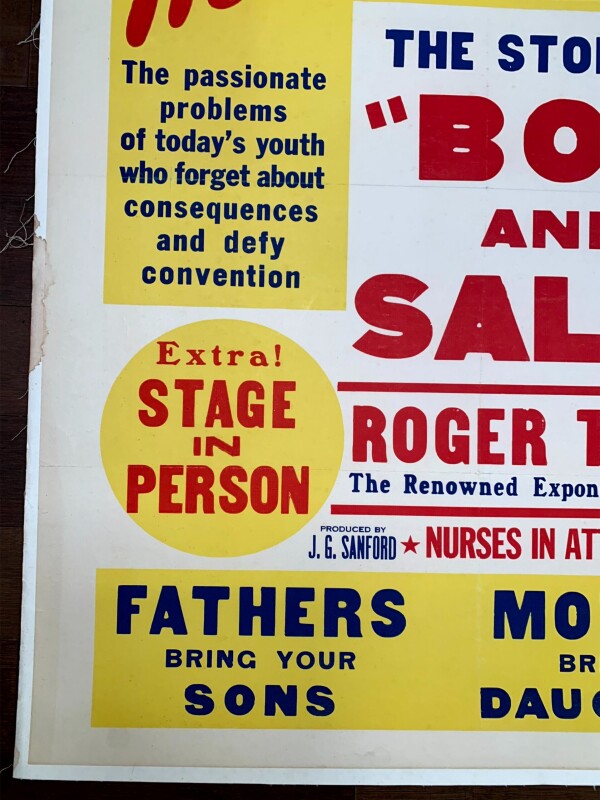 The passionate
problems
of today's youth
who forget about
consequences
and defy
convention
THE STO
"BO
AN
SAL
Extra!
STAGE
IN
PERSON
ROGER T
The Renowned Expon
PRODUCED BY
J. G. SANFORD ★ NURSES IN AT
FATHERS
BRING YOUR
SONS
MO
BR
DAUG